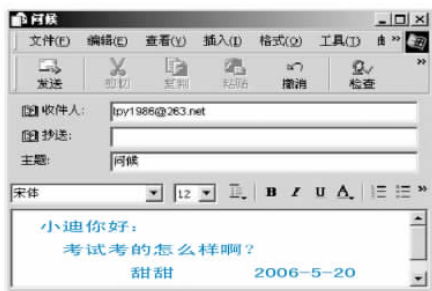 问候
文件(F) 编辑(E) 查看(V) 插入(I) 格式(O) 工具(T) »
发送 剪切 复制 粘贴 撤消 检查 »
收件人: lpy1986@263.net
抄送:
主题: 问候
宋体 12 B I U A »
小迪你好:
考试考的怎么样啊?
甜甜 2006-5-20